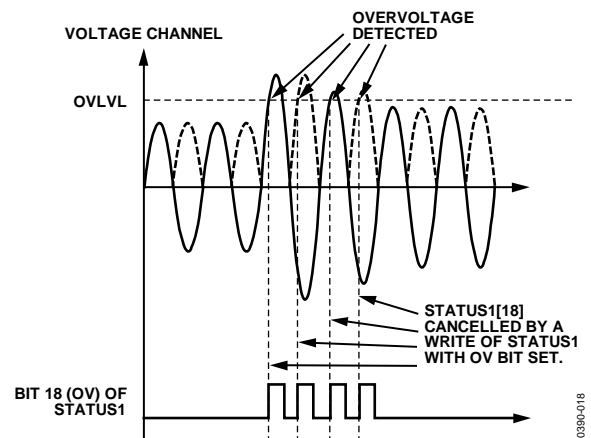 OVERVOLTAGE
DETECTED
VOLTAGE CHANNEL
OVLVL
STATUS1[18]
CANCELLED BY A
WRITE OF STATUS1
WITH OV BIT SET.
BIT 18 (OV) OF
STATUS1
0390-018